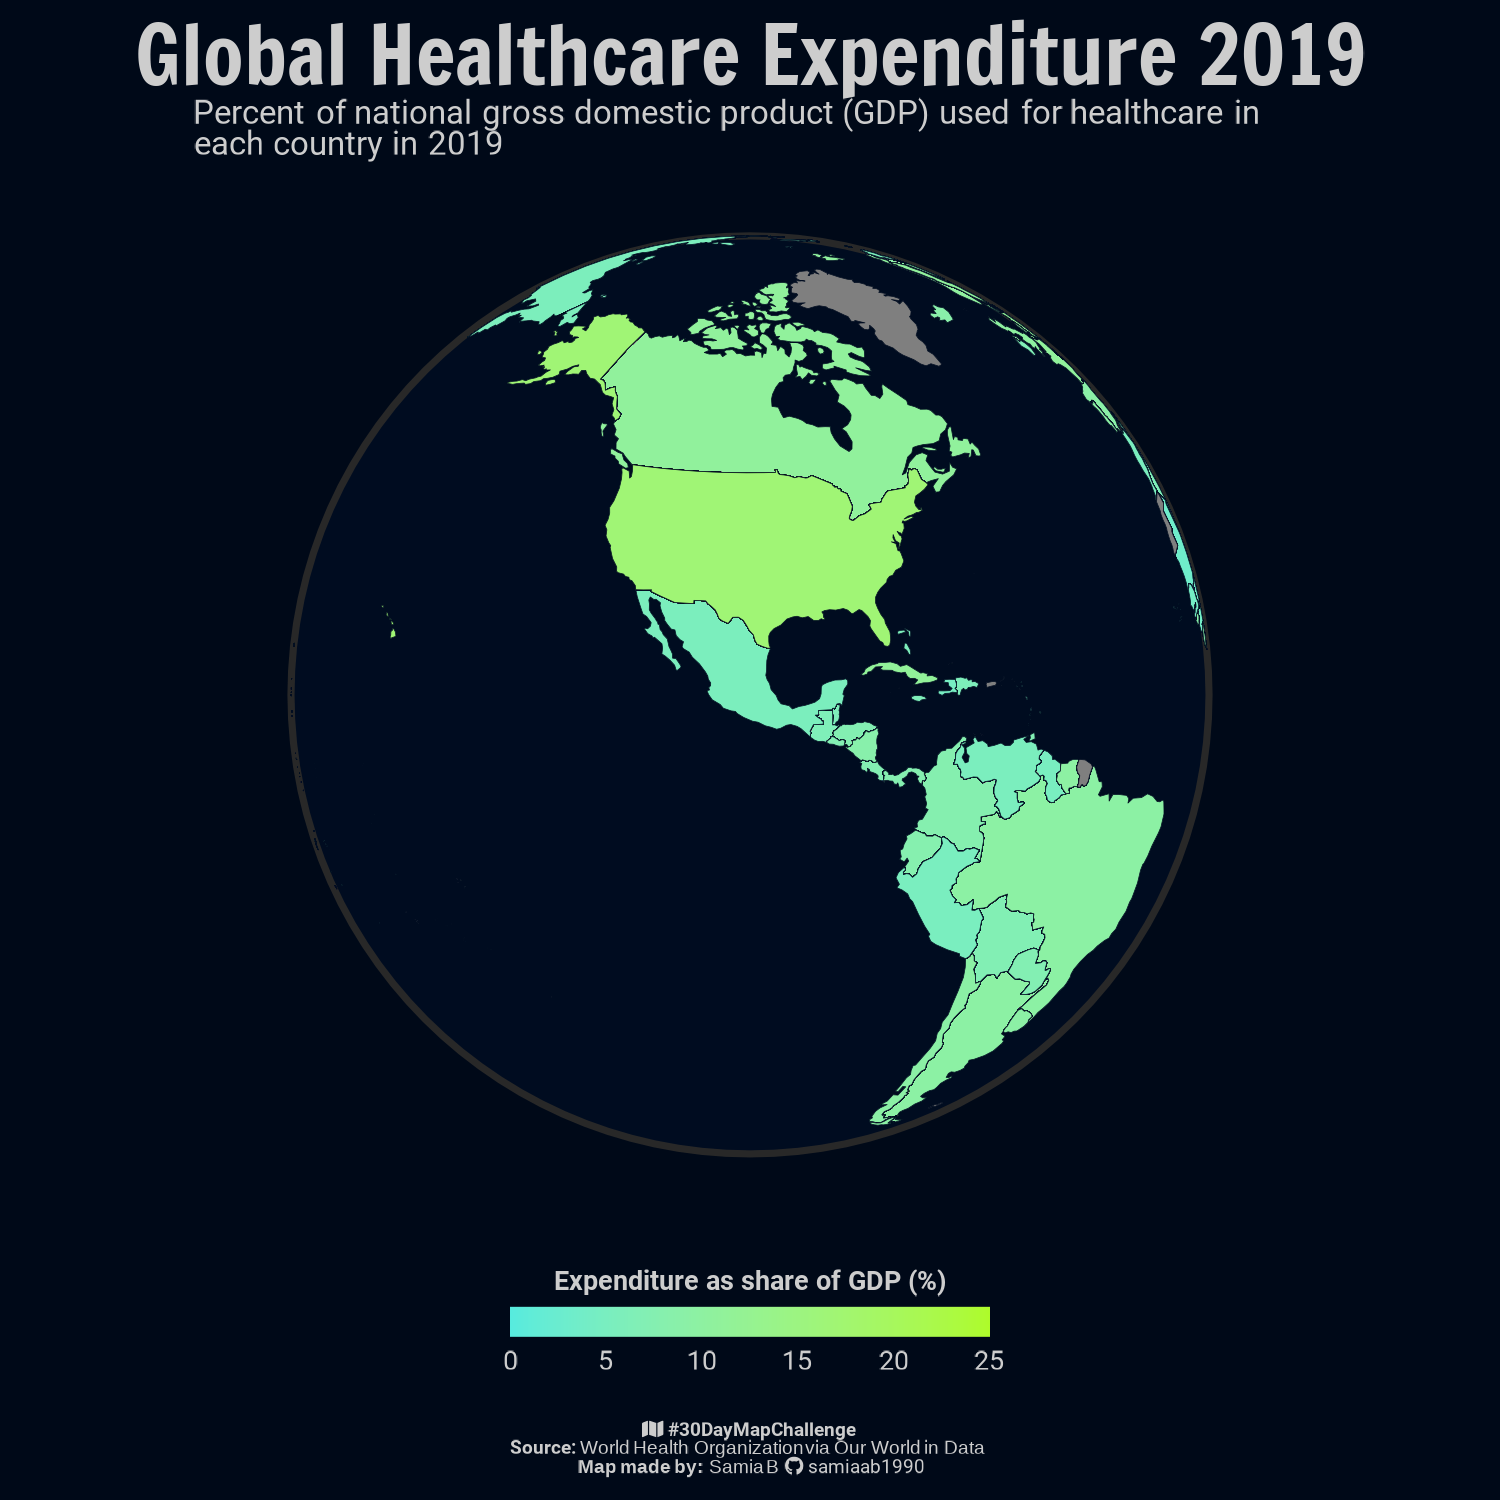 Global Healthcare Expenditure 2019
Percent of national gross domestic product (GDP) used for healthcare in
each country in 2019
Expenditure as share of GDP (%)
0 5 10 15 20 25
#30DayMapChallenge
Source: World Health Organization via Our World in Data
Map made by: Samia B samiaab1990